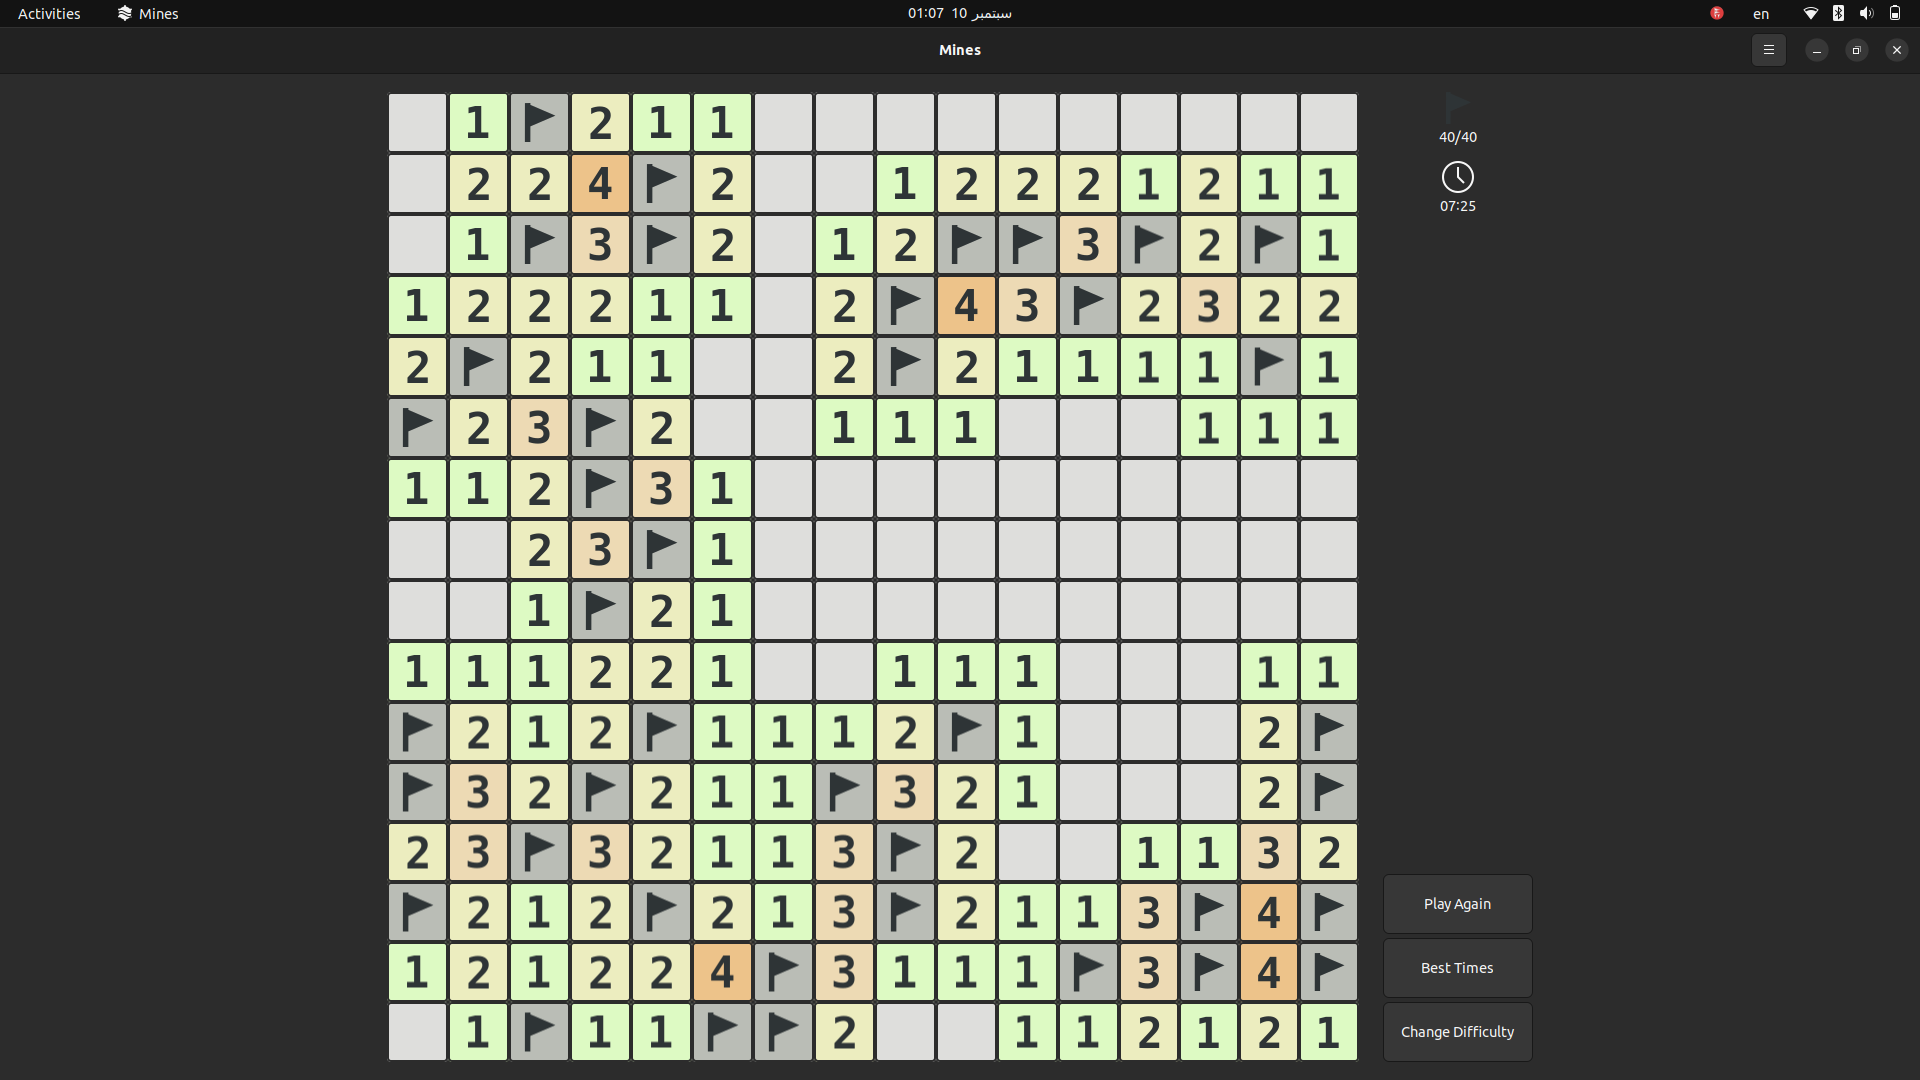 Activities Mines 01:07 10 سبتمبر en
Mines
1 2 1 1
2 2 4 2 1 2 2 2 1 2 1 1
1 3 2 1 2 3 2 1
1 2 2 2 1 1 2 4 3 2 3 2 2
2 2 1 1 2 2 1 1 1 1 1
2 3 2 1 1 1 1 1 1
1 1 2 3 1
2 3 1
1 2 1
1 1 1 2 2 1 1 1 1 1 1
2 1 2 1 1 1 2 1 2
3 2 2 1 1 3 2 1 2
2 3 3 2 1 1 3 2 1 1 3 2
2 1 2 2 1 3 2 1 1 3 4
1 2 1 2 2 4 3 1 1 1 3 4
1 1 1 2 1 1 2 1 2 1
40/40
07:25
Play Again
Best Times
Change Difficulty